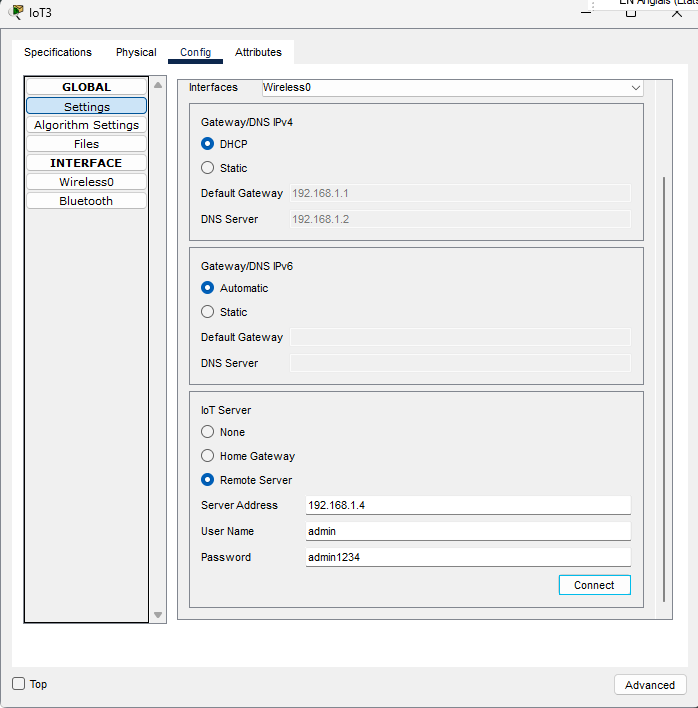 EN Anglais (États
IoT3
Specifications Physical Config Attributes
GLOBAL
Settings
Algorithm Settings
Files
INTERFACE
Wireless0
Bluetooth
Interfaces Wireless0
Gateway/DNS IPv4
DHCP
Static
Default Gateway 192.168.1.1
DNS Server 192.168.1.2
Gateway/DNS IPv6
Automatic
Static
Default Gateway
DNS Server
IoT Server
None
Home Gateway
Remote Server
Server Address 192.168.1.4
User Name admin
Password admin1234
Connect
Top
Advanced